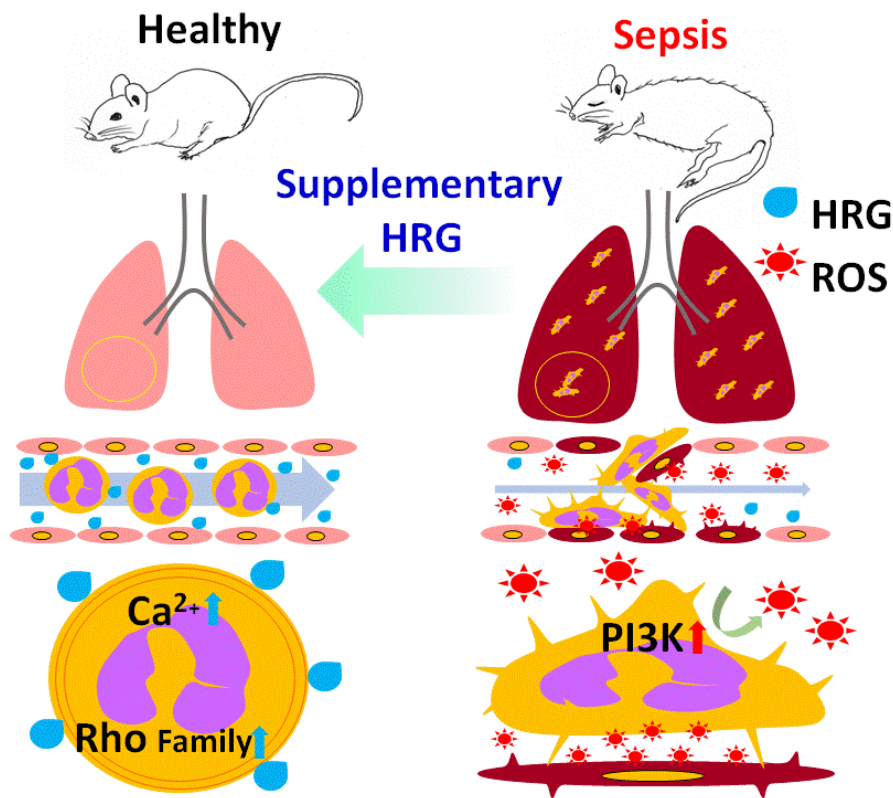 Healthy
Sepsis
Supplementary
HRG
HRG
ROS
Ca²⁺
Rho Family
PI3K